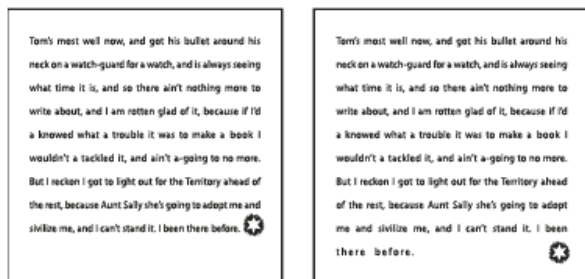 Tom's most well now, and got his bullet around his
neck on a watch-guard for a watch, and is always seeing
what time it is, and so there ain't nothing more to
write about, and I am rotten glad of it, because if I'd
a knowed what a trouble it was to make a book I
wouldn't a tackled it, and ain't a-going to no more.
But I reckon I got to light out for the Territory ahead of
the rest, because Aunt Sally she's going to adopt me and
sivilize me, and I can't stand it. I been there before.
Tom's most well now, and got his bullet around his
neck on a watch-guard for a watch, and is always seeing
what time it is, and so there ain't nothing more to
write about, and I am rotten glad of it, because if I'd
a knowed what a trouble it was to make a book I
wouldn't a tackled it, and ain't a-going to no more.
But I reckon I got to light out for the Territory ahead
of the rest, because Aunt Sally she's going to adopt
me and sivilize me, and I can't stand it. I been
there before.